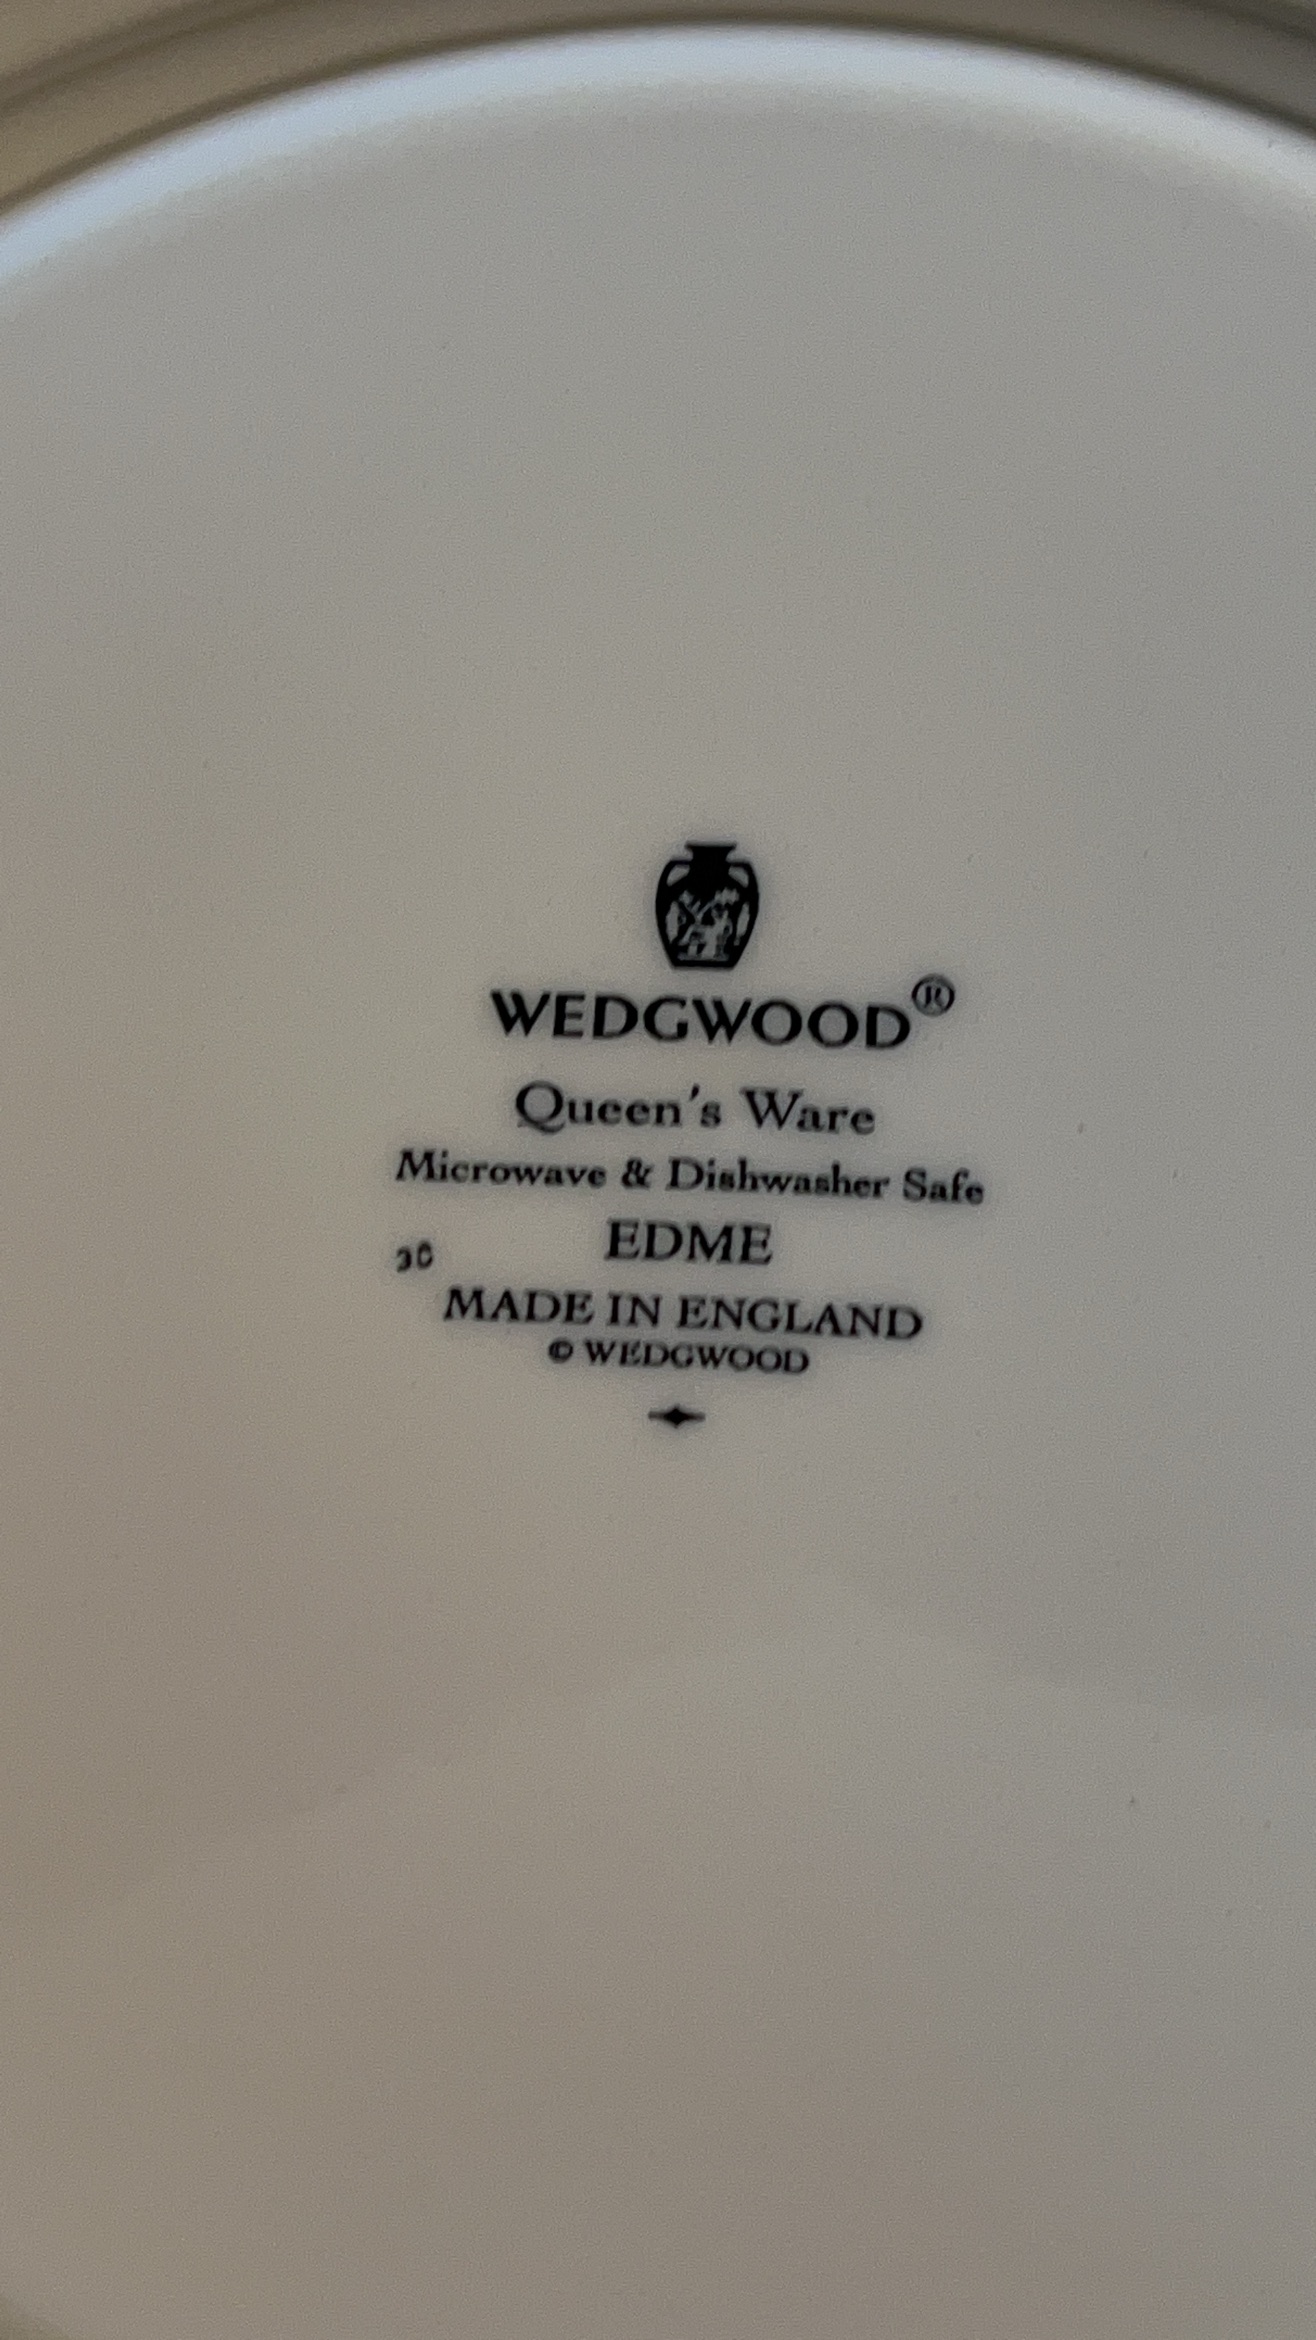 WEDGWOOD®
Queen's Ware
Microwave & Dishwasher Safe
EDME
MADE IN ENGLAND
© WEDGWOOD